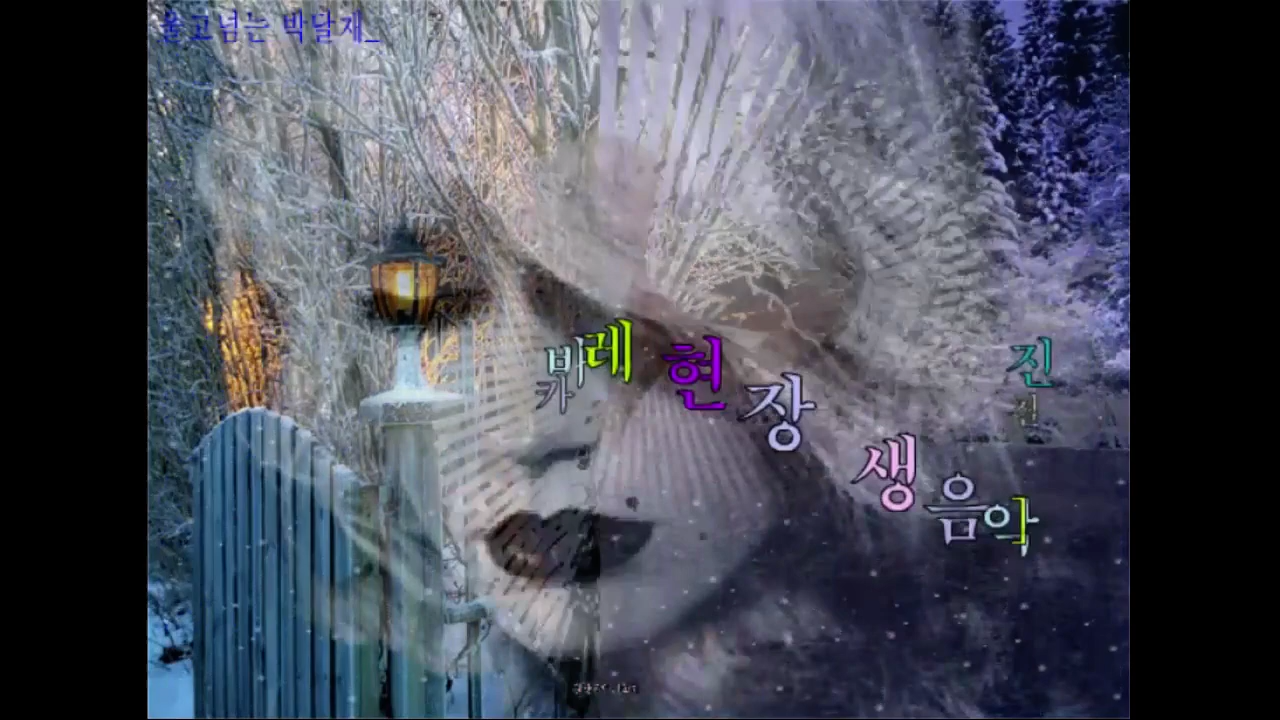 울고넘는 박달재_
카바레 현장 생음악
진